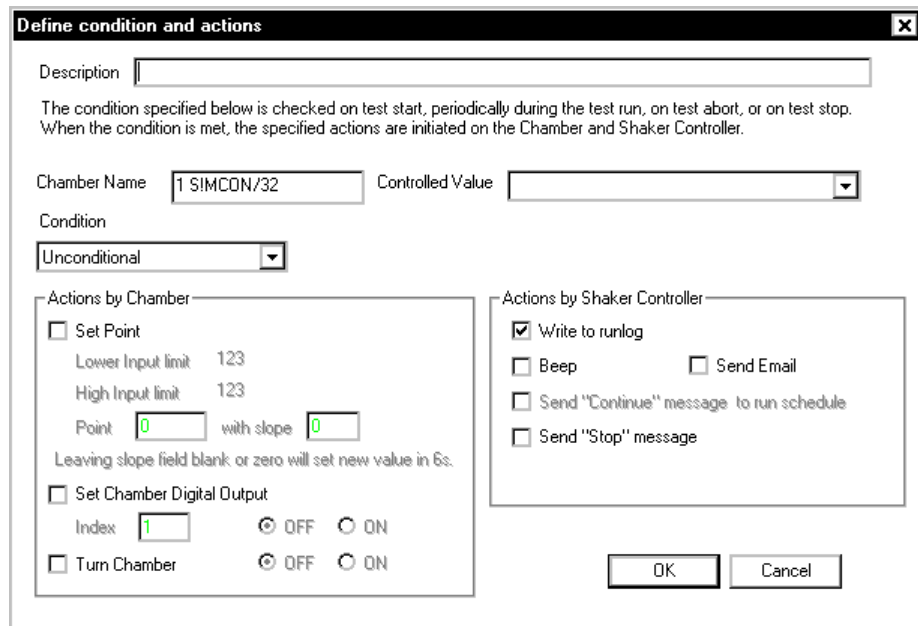 Define condition and actions
Description
The condition specified below is checked on test start, periodically during the test run, on test abort, or on test stop.
When the condition is met, the specified actions are initiated on the Chamber and Shaker Controller.
Chamber Name 1 S!MCON/32 Controlled Value
Condition
Unconditional
Actions by Chamber
Set Point
Lower Input limit 123
High Input limit 123
Point 0 with slope 0
Leaving slope field blank or zero will set new value in 6s.
Set Chamber Digital Output
Index 1 OFF ON
Turn Chamber OFF ON
Actions by Shaker Controller
Write to runlog
Beep Send Email
Send "Continue" message to run schedule
Send "Stop" message
OK Cancel